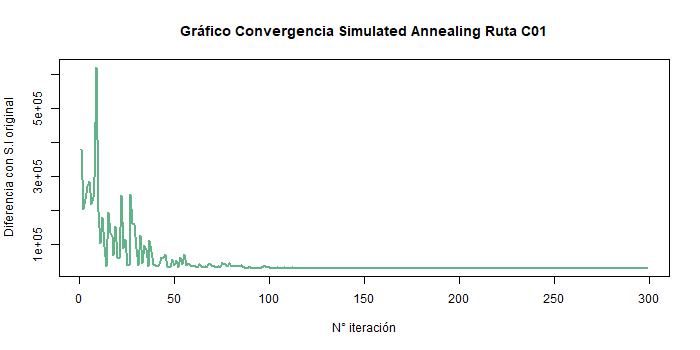 Gráfico Convergencia Simulated Annealing Ruta C01
Diferencia con S.I original
5e+05
3e+05
1e+05
0 50 100 150 200 250 300
N° iteración